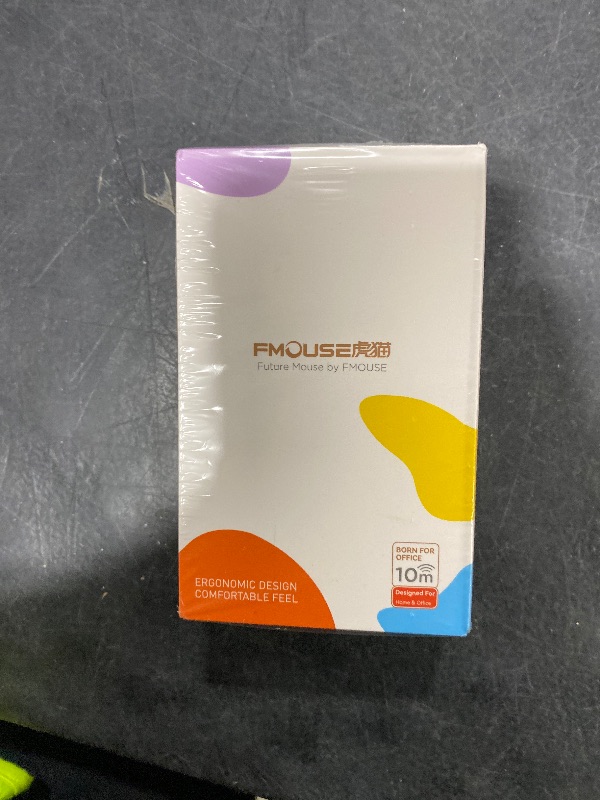 FMOUSE虎猫
Future Mouse by FMOUSE
BORN FOR
OFFICE
10m
Designed For
Home & Office
ERGONOMIC DESIGN
COMFORTABLE FEEL